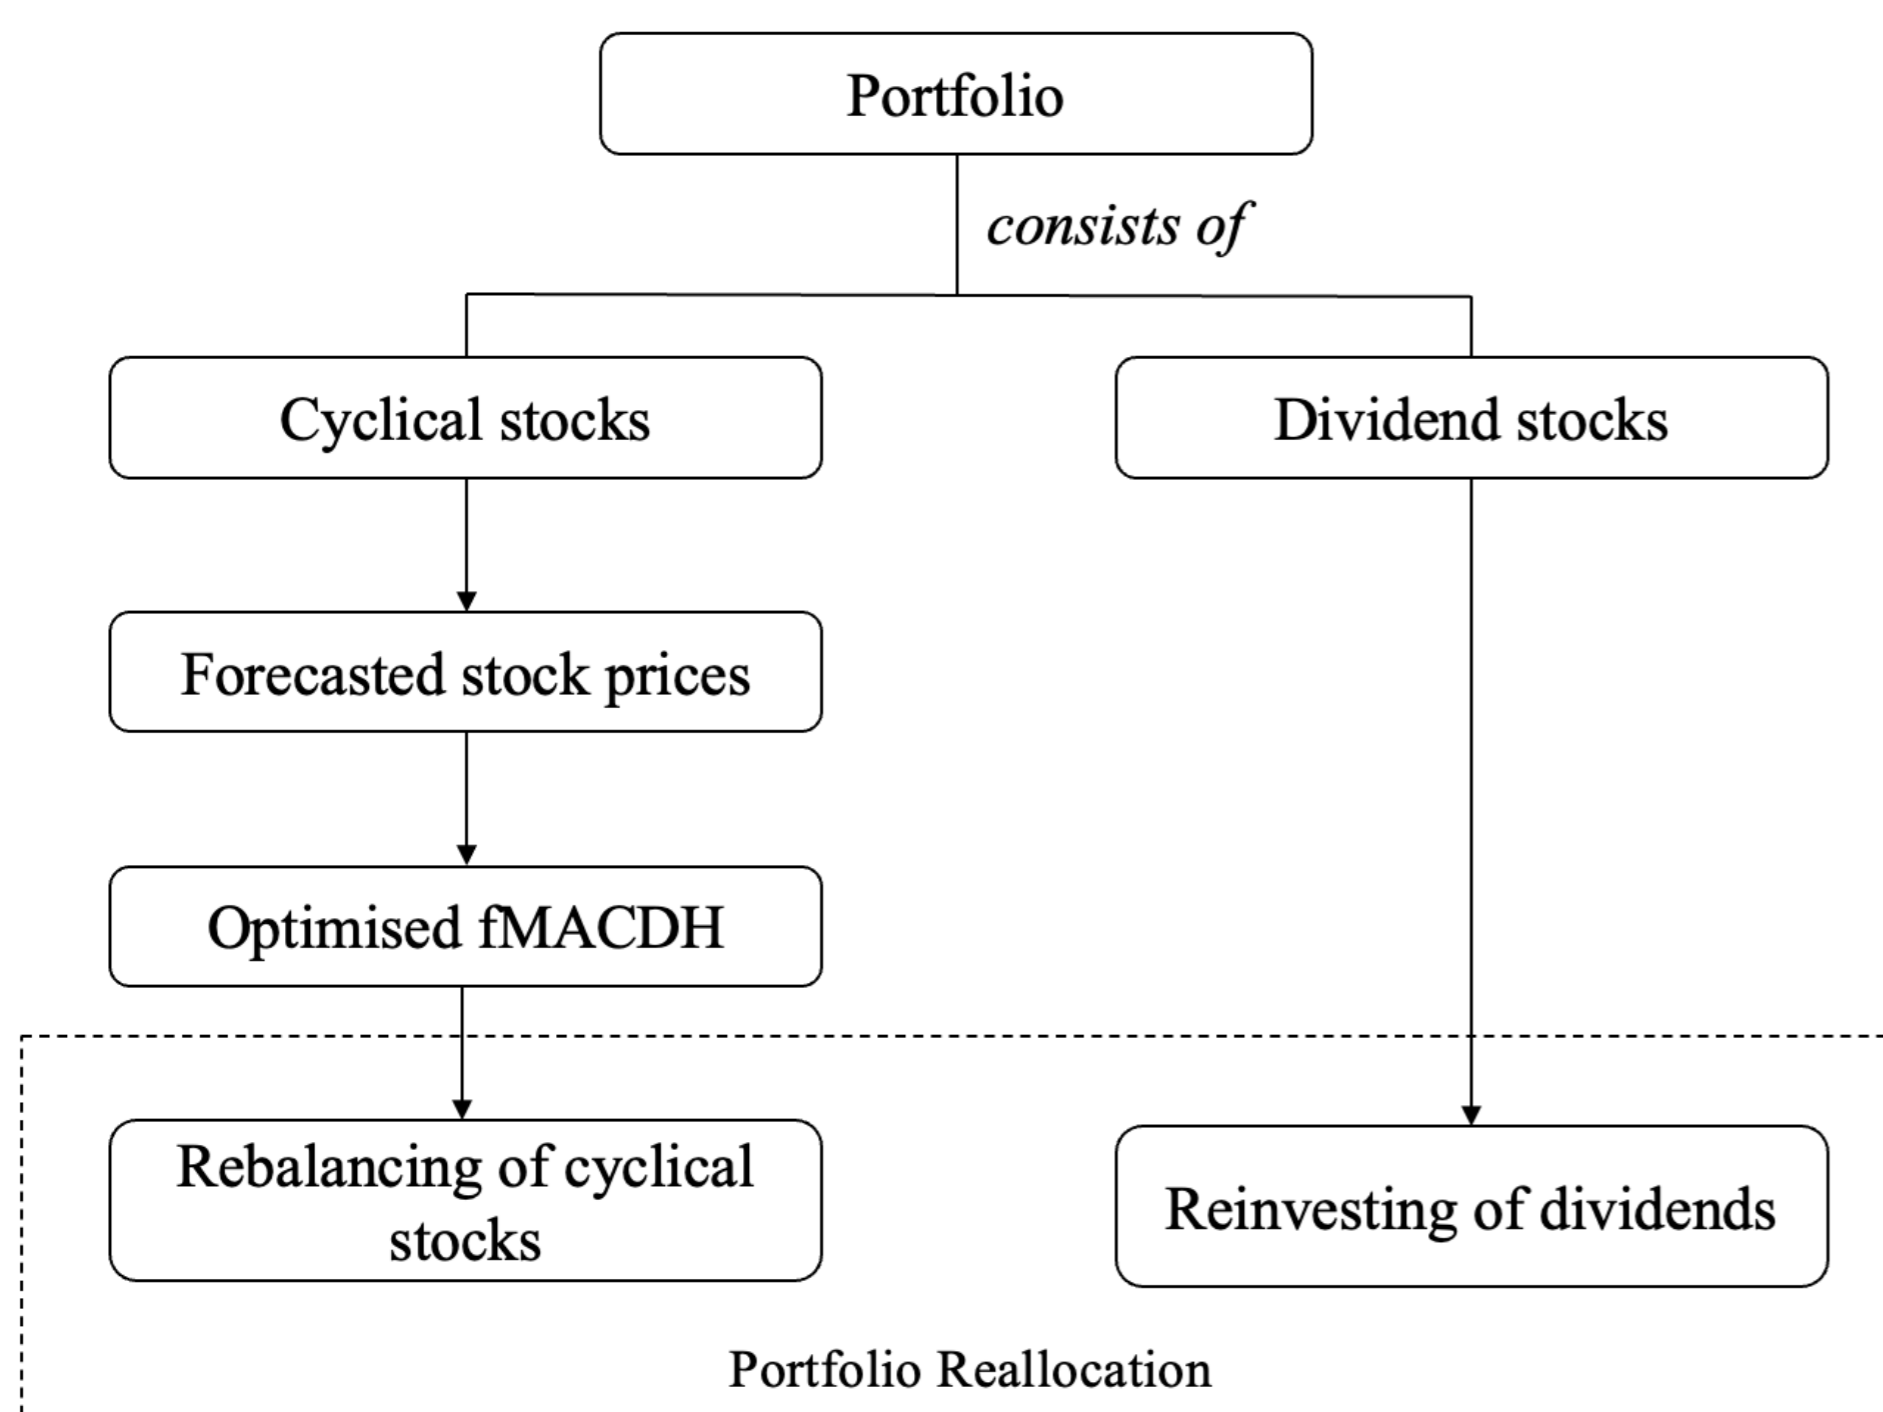 Portfolio
consists of
Cyclical stocks
Dividend stocks
Forecasted stock prices
Optimised fMACDH
Rebalancing of cyclical
stocks
Reinvesting of dividends
Portfolio Reallocation